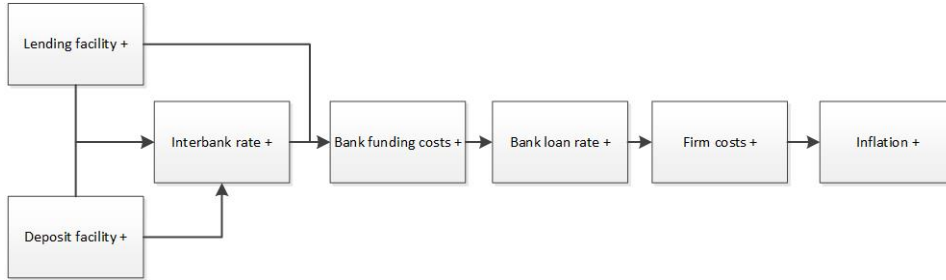 Lending facility +
Interbank rate +
Bank funding costs +
Bank loan rate +
Firm costs +
Inflation +
Deposit facility +